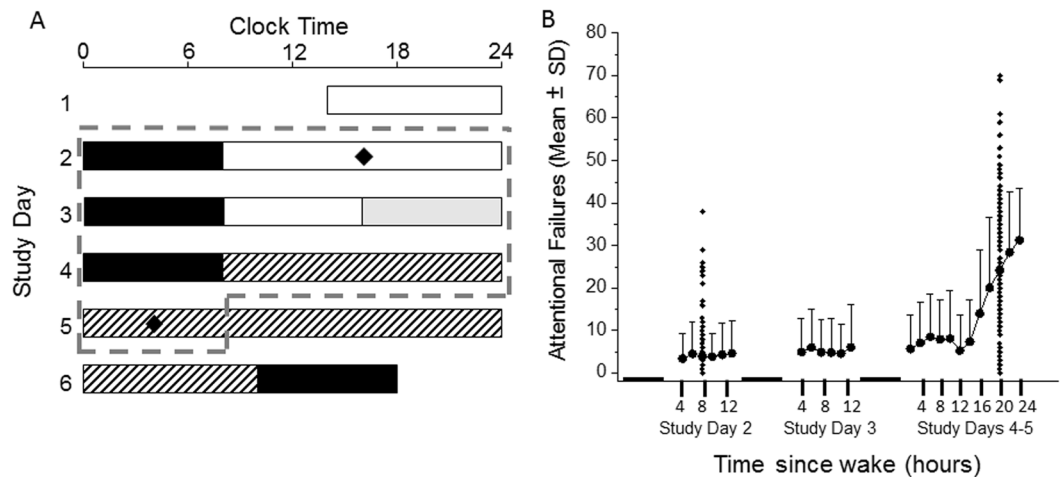 A
Clock Time
0 6 12 18 24
Study Day
1
2
3
4
5
6
B
Attentional Failures (Mean ± SD)
80
70
60
50
40
30
20
10
0
4 8 12 4 8 12 4 8 12 16 20 24
Study Day 2 Study Day 3 Study Days 4-5
Time since wake (hours)